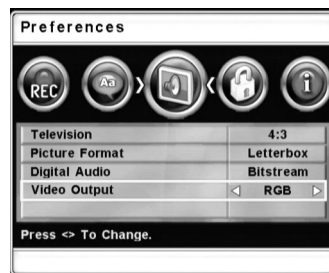 Preferences
REC Aa i
Television 4:3
Picture Format Letterbox
Digital Audio Bitstream
Video Output RGB
Press <> To Change.